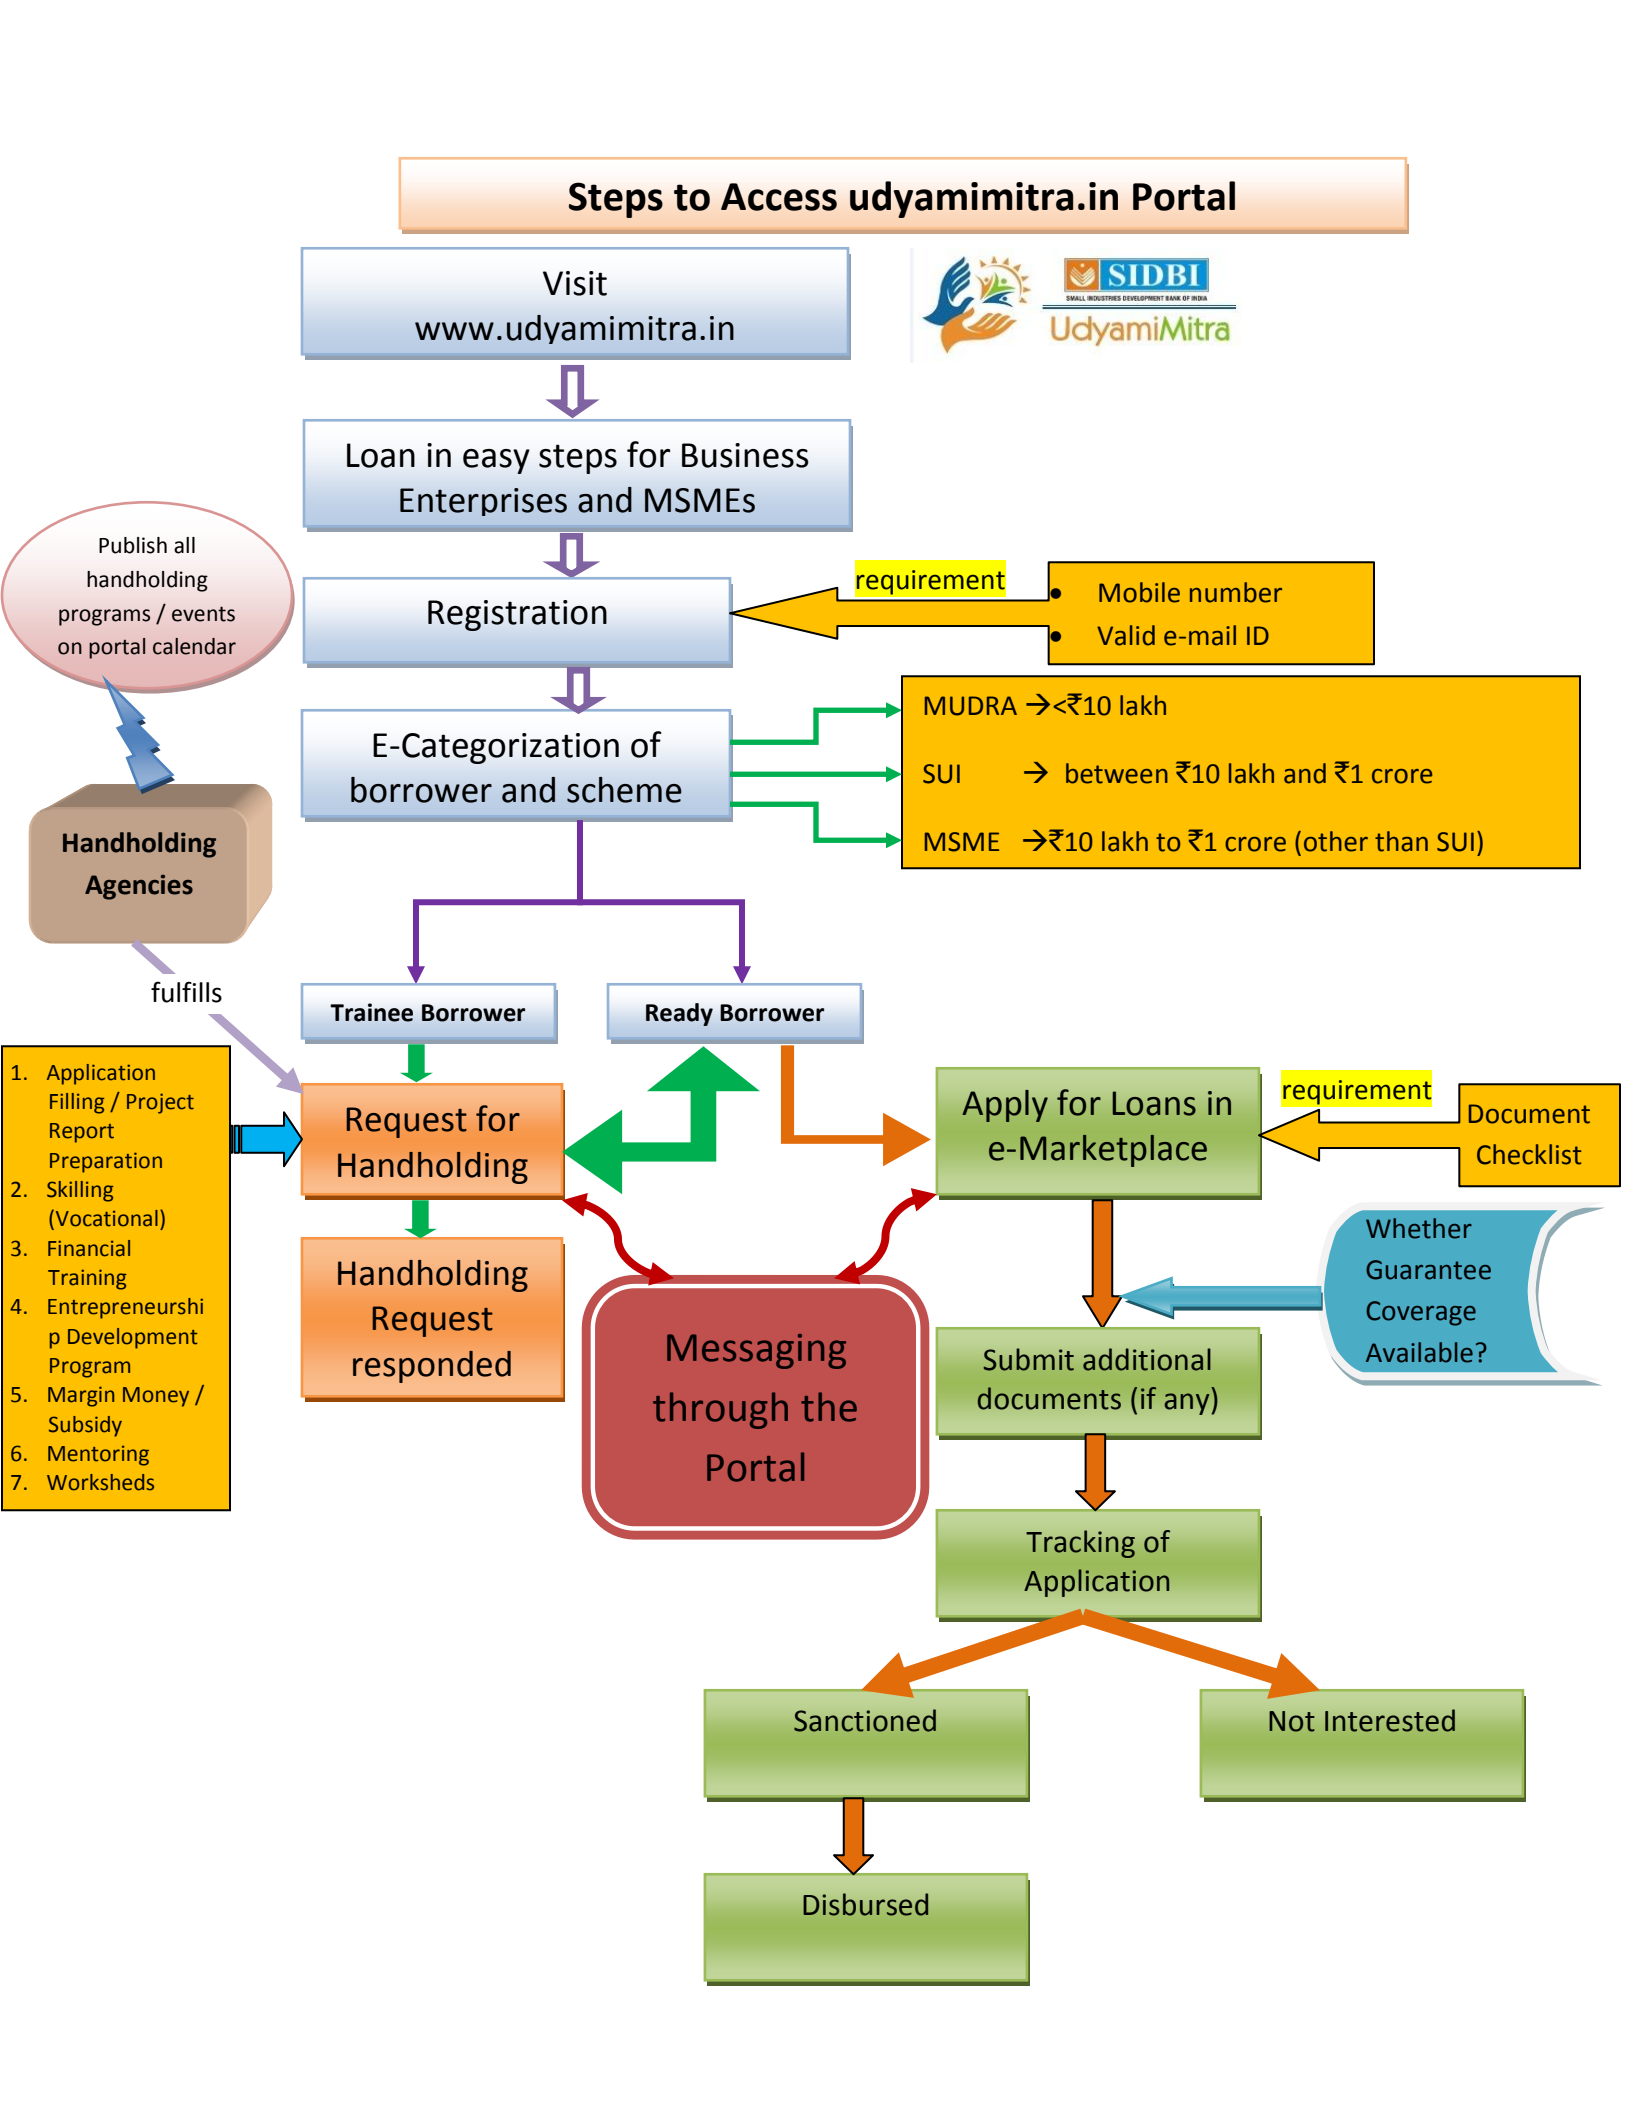 Steps to Access udyamimitra.in Portal
Visit
www.udyamimitra.in
SIDBI
SMALL INDUSTRIES DEVELOPMENT BANK OF INDIA
UdyamiMitra
Loan in easy steps for Business
Enterprises and MSMEs
Publish all
handholding
programs / events
on portal calendar
Registration
requirement
• Mobile number
• Valid e-mail ID
E-Categorization of
borrower and scheme
MUDRA →<₹10 lakh
SUI → between ₹10 lakh and ₹1 crore
MSME →₹10 lakh to ₹1 crore (other than SUI)
Handholding
Agencies
fulfills
Trainee Borrower
Ready Borrower
1. Application
Filling / Project
Report
Preparation
2. Skilling
(Vocational)
3. Financial
Training
4. Entrepreneurshi
p Development
Program
5. Margin Money /
Subsidy
6. Mentoring
7. Worksheds
Request for
Handholding
Apply for Loans in
e-Marketplace
requirement
Document
Checklist
Handholding
Request
responded
Messaging
through the
Portal
Whether
Guarantee
Coverage
Available?
Submit additional
documents (if any)
Tracking of
Application
Sanctioned
Not Interested
Disbursed